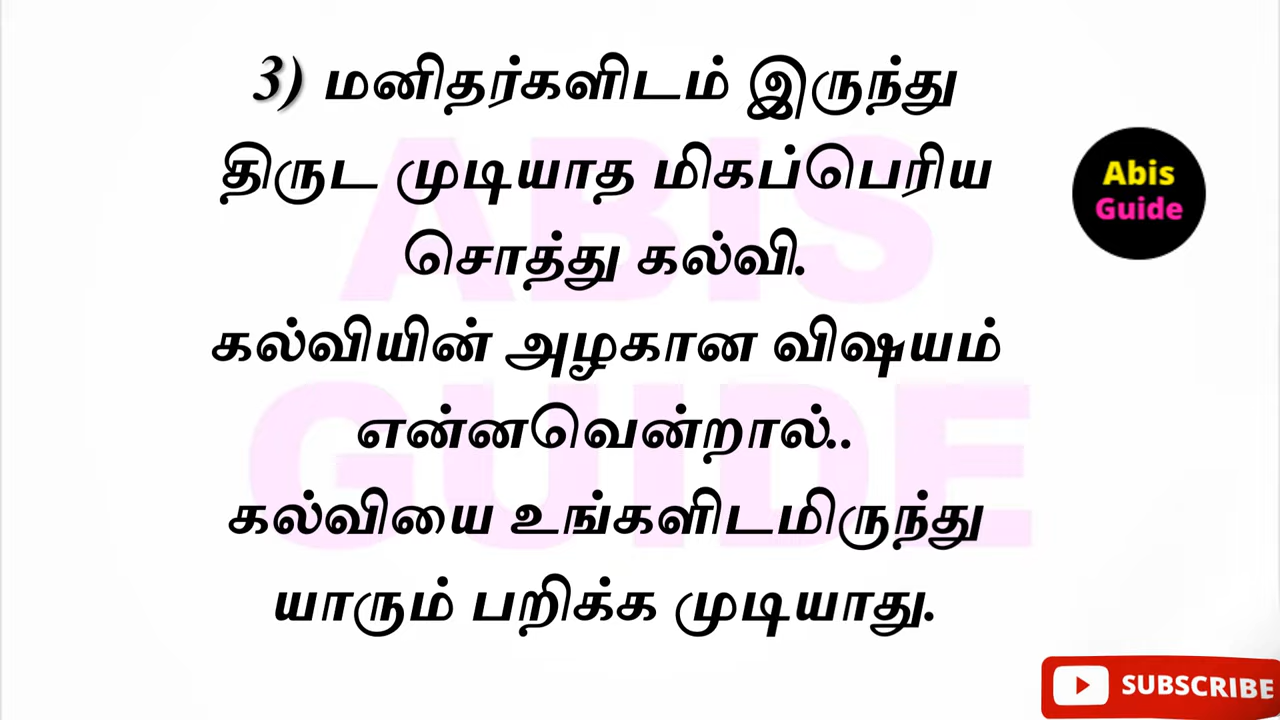 3) மனிதர்களிடம் இருந்து
திருட முடியாத மிகப்பெரிய
சொத்து கல்வி.
கல்வியின் அழகான விஷயம்
என்னவென்றால்..
கல்வியை உங்களிடமிருந்து
யாரும் பறிக்க முடியாது.
ABIS
GUIDE
Abis
Guide
SUBSCRIBE